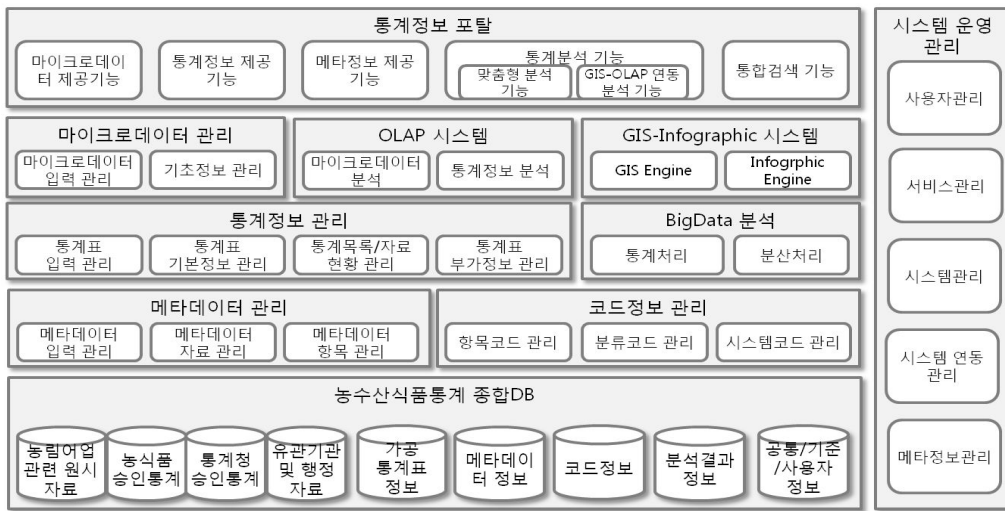 통계정보 포탈
마이크로데이
터 제공기능
통계정보 제공
기능
메타정보 제공
기능
통계분석 기능
맞춤형 분석
기능
GIS-OLAP 연동
분석 기능
통합검색 기능
마이크로데이터 관리
마이크로데이터
입력 관리
기초정보 관리
OLAP 시스템
마이크로데이터
분석
통계정보 분석
GIS-Infographic 시스템
GIS Engine
Infogrphic
Engine
통계정보 관리
통계표
입력 관리
통계표
기본정보 관리
통계목록/자료
현황 관리
통계표
부가정보 관리
BigData 분석
통계처리
분산처리
메타데이터 관리
메타데이터
입력 관리
메타데이터
자료 관리
메타데이터
항목 관리
코드정보 관리
항목코드 관리
분류코드 관리
시스템코드 관리
농수산식품통계 종합DB
농림어업
관련 원시
자료
농식품
승인통계
통계청
승인통계
유관기관
및 행정
자료
가공
통계표
정보
메타데이
터 정보
코드정보
분석결과
정보
공통/기준
/사용자
정보
시스템 운영
관리
사용자관리
서비스관리
시스템관리
시스템 연동
관리
메타정보관리